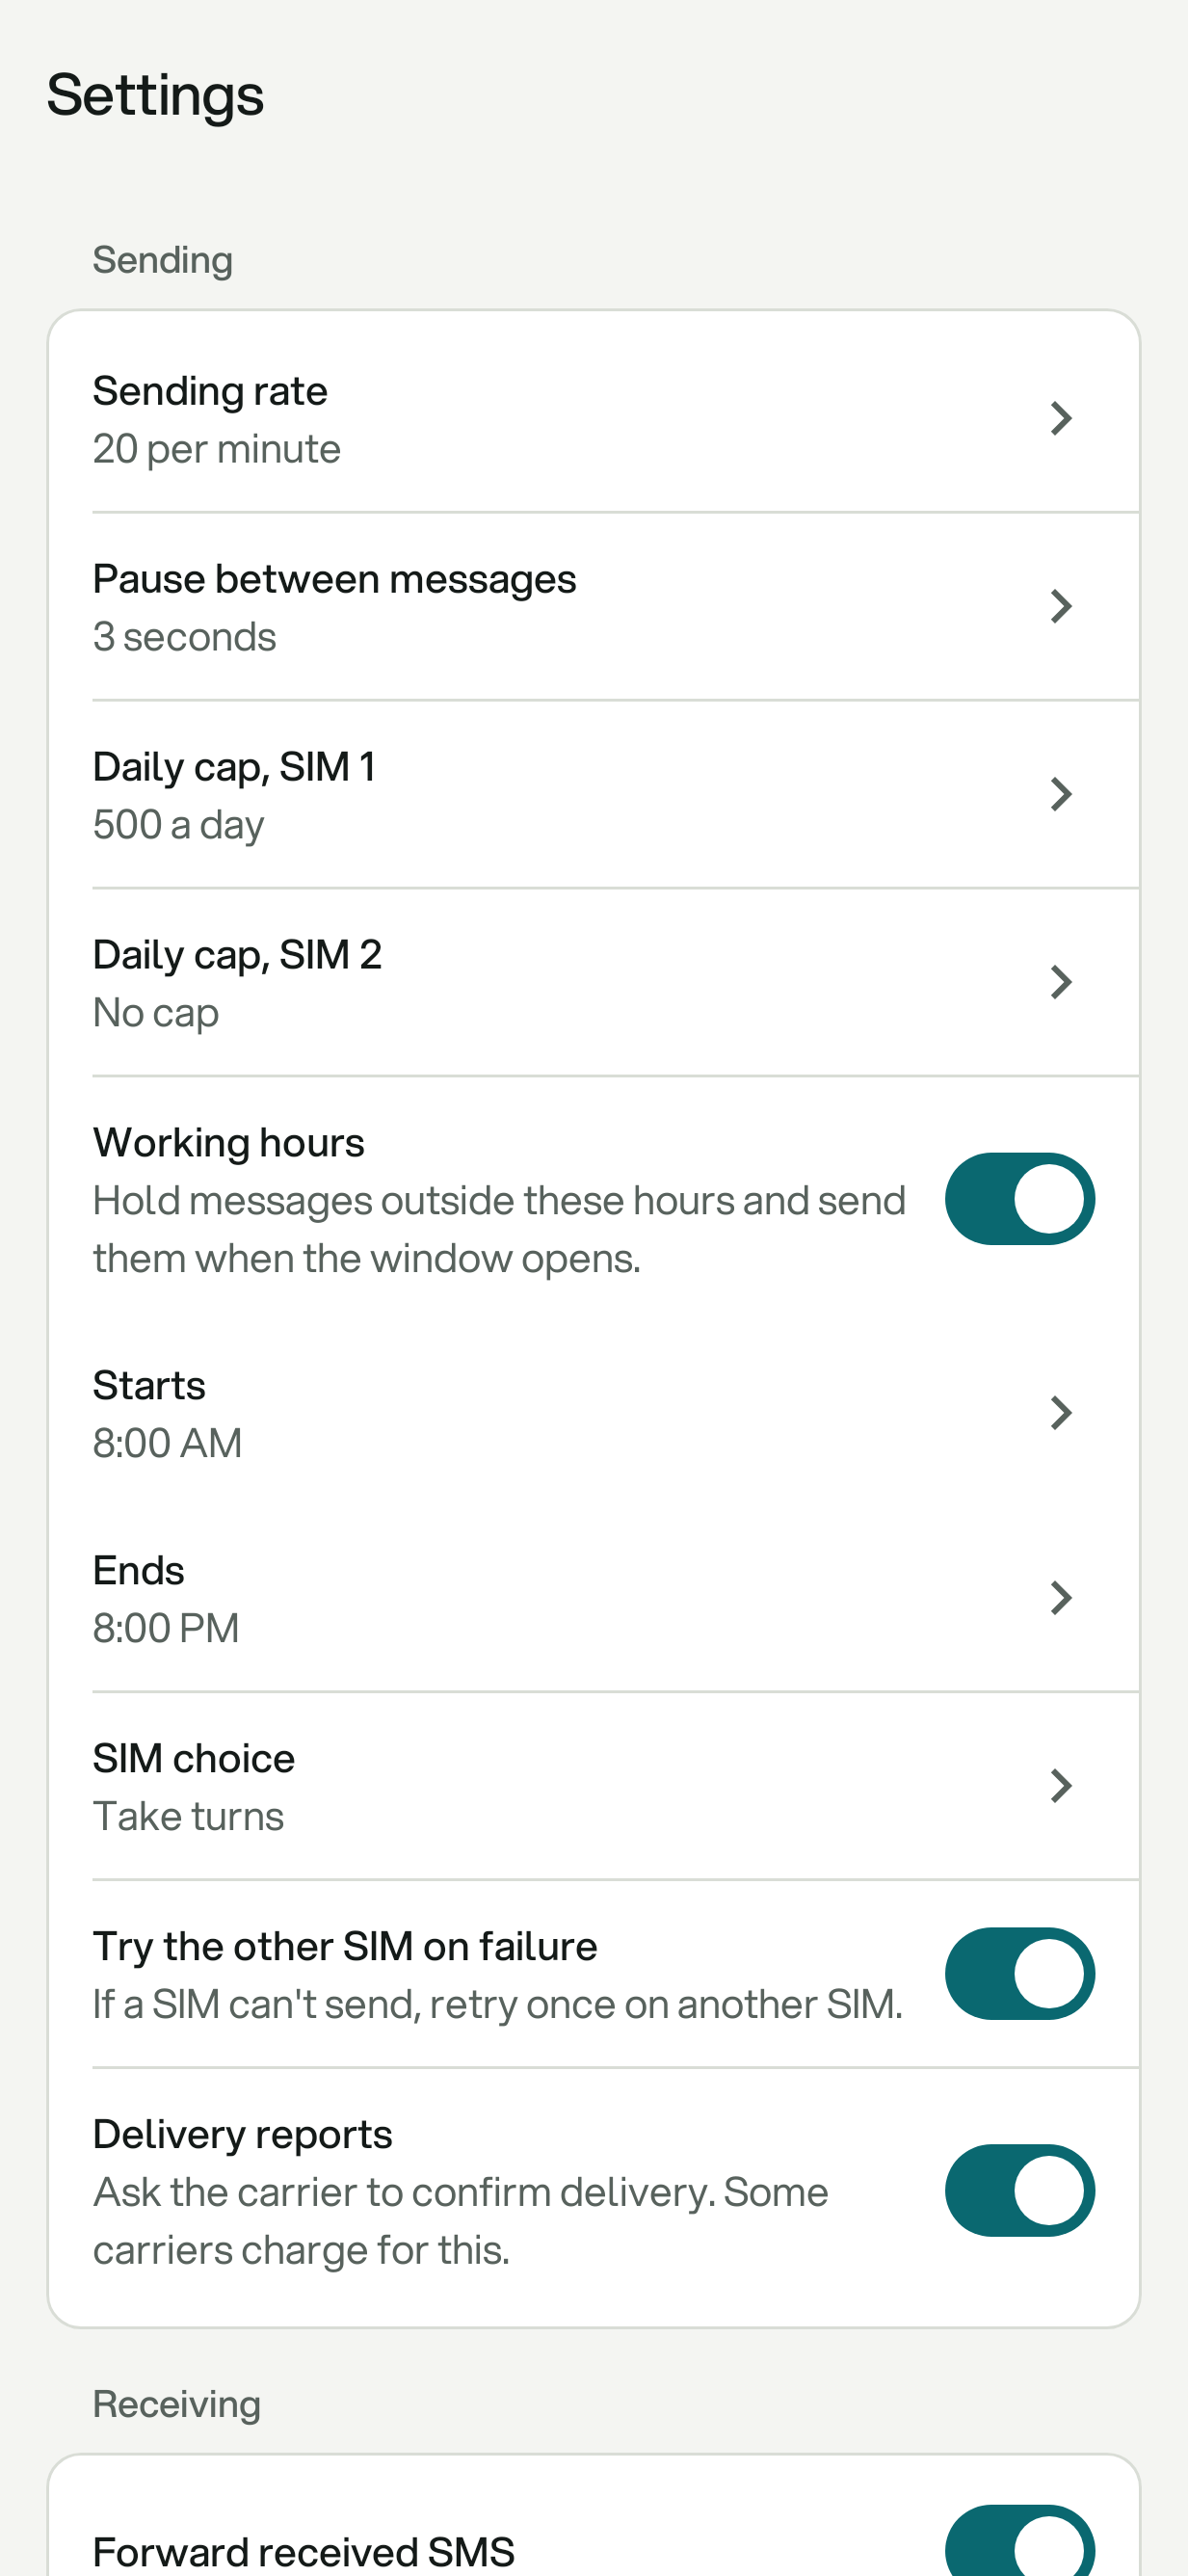 Settings
Sending
Sending rate
20 per minute
Pause between messages
3 seconds
Daily cap, SIM 1
500 a day
Daily cap, SIM 2
No cap
Working hours
Hold messages outside these hours and send
them when the window opens.
Starts
8:00 AM
Ends
8:00 PM
SIM choice
Take turns
Try the other SIM on failure
If a SIM can't send, retry once on another SIM.
Delivery reports
Ask the carrier to confirm delivery. Some
carriers charge for this.
Receiving
Forward received SMS